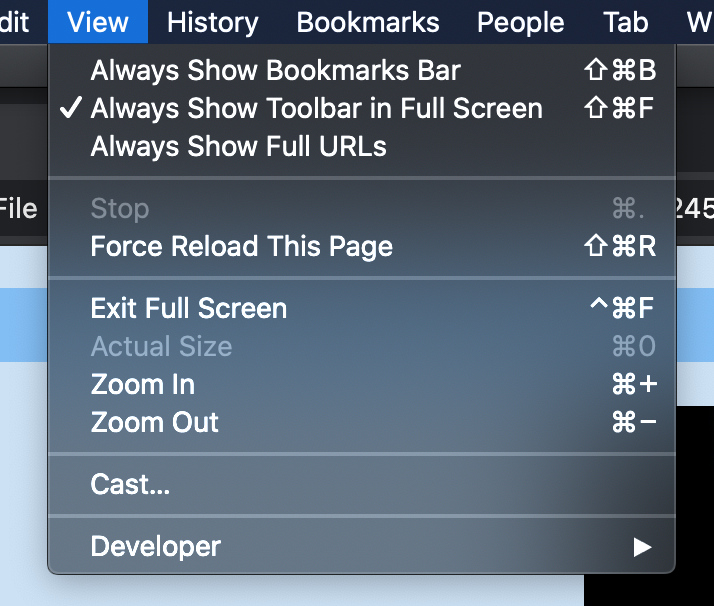 dit View History Bookmarks People Tab W
Always Show Bookmarks Bar ⇧⌘B
✓ Always Show Toolbar in Full Screen ⇧⌘F
Always Show Full URLs
File 245
Stop ⌘.
Force Reload This Page ⇧⌘R
Exit Full Screen ^⌘F
Actual Size ⌘0
Zoom In ⌘+
Zoom Out ⌘−
Cast...
Developer ▶